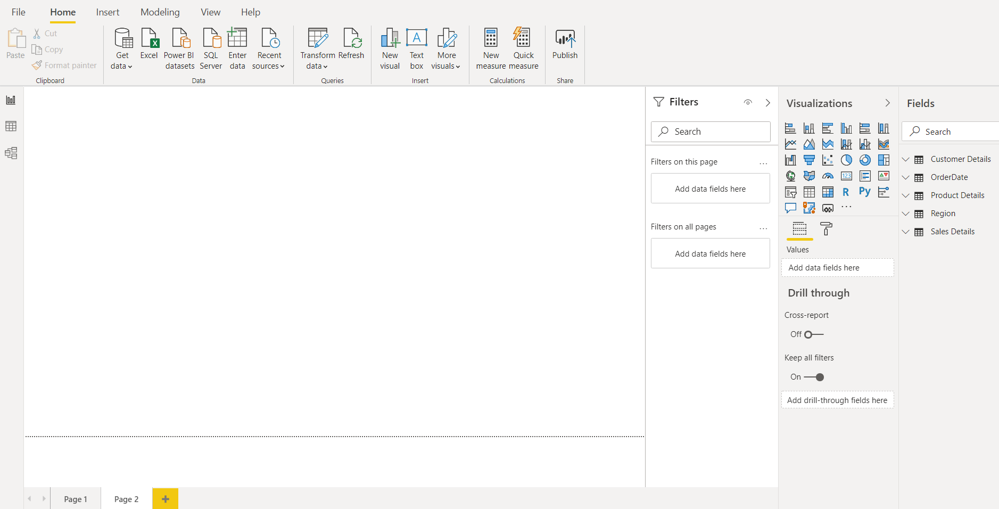 File Home Insert Modeling View Help
Paste
Cut
Copy
Format painter
Clipboard
Get
data
Excel
Power BI
datasets
SQL
Server
Enter
data
Recent
sources
Data
Transform
data
Refresh
Queries
New
visual
Text
box
More
visuals
Insert
New
measure
Quick
measure
Calculations
Publish
Share
Filters
Search
Filters on this page
Add data fields here
Filters on all pages
Add data fields here
Visualizations
123
R
Py
Values
Add data fields here
Drill through
Cross-report
Off
Keep all filters
On
Add drill-through fields here
Fields
Search
Customer Details
OrderDate
Product Details
Region
Sales Details
Page 1
Page 2